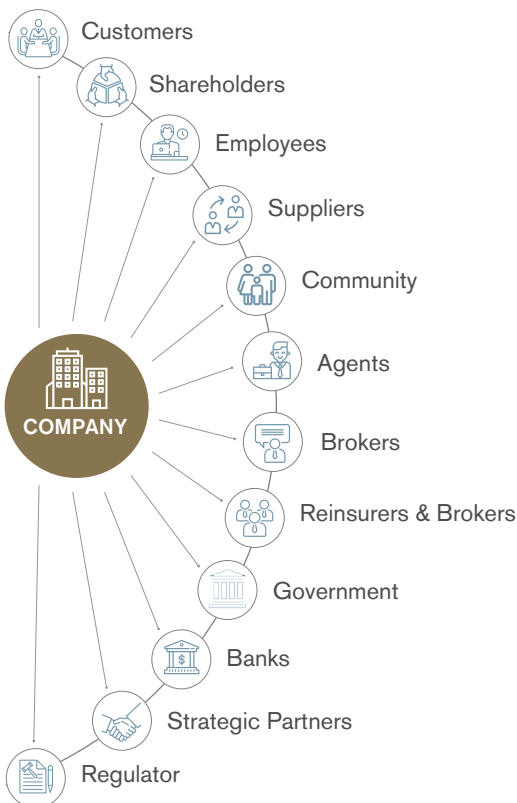 Customers
Shareholders
Employees
Suppliers
Community
Agents
COMPANY
Brokers
Reinsurers & Brokers
Government
$
Banks
Strategic Partners
Regulator